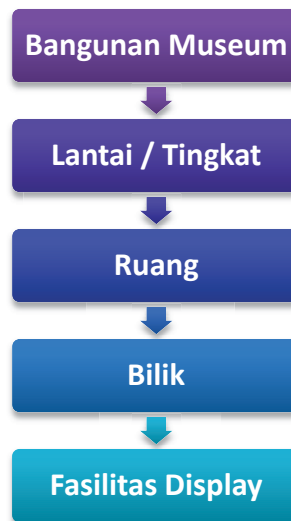 Bangunan Museum
Lantai / Tingkat
Ruang
Bilik
Fasilitas Display